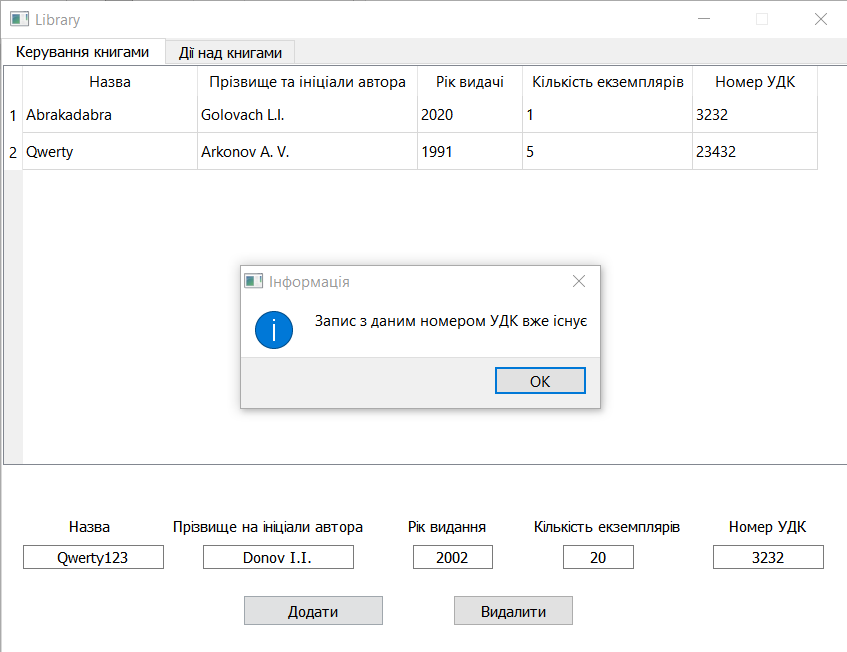 Library
Керування книгами Дії над книгами
Назва Прізвище та ініціали автора Рік видачі Кількість екземплярів Номер УДК
1 Abrakadabra Golovach L.I. 2020 1 3232
2 Qwerty Arkonov A. V. 1991 5 23432
Інформація
Запис з даним номером УДК вже існує
OK
Назва Прізвище на ініціали автора Рік видання Кількість екземплярів Номер УДК
Qwerty123 Donov I.I. 2002 20 3232
Додати Видалити